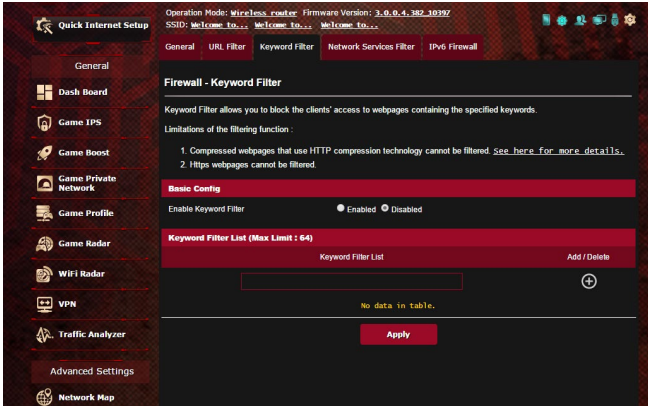 Quick Internet Setup
Operation Mode: Wireless router Firmware Version: 3.0.0.4.382_10397
SSID: Welcome to... Welcome to... Welcome to...
General URL Filter Keyword Filter Network Services Filter IPv6 Firewall
General
Dash Board
Game IPS
Game Boost
Game Private
Network
Game Profile
Game Radar
WiFi Radar
VPN
Traffic Analyzer
Advanced Settings
Network Map
Firewall - Keyword Filter
Keyword Filter allows you to block the clients' access to webpages containing the specified keywords.
Limitations of the filtering function :
1. Compressed webpages that use HTTP compression technology cannot be filtered. See here for more details.
2. Https webpages cannot be filtered.
Basic Config
Enable Keyword Filter Enabled Disabled
Keyword Filter List (Max Limit : 64)
Keyword Filter List Add / Delete
No data in table.
Apply